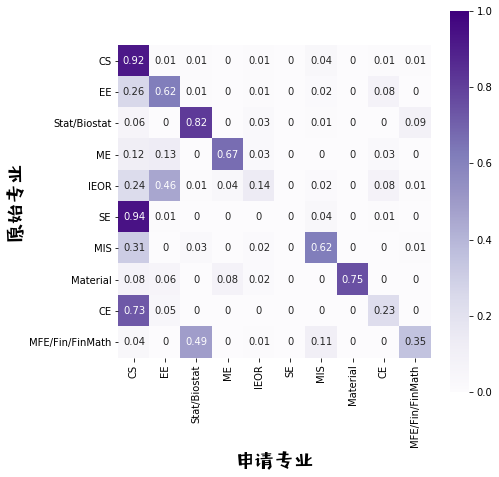 CS 0.92 0.01 0.01 0 0.01 0 0.04 0 0.01 0.01
EE 0.26 0.62 0.01 0 0.01 0 0.02 0 0.08 0
Stat/Biostat 0.06 0 0.82 0 0.03 0 0.01 0 0 0.09
ME 0.12 0.13 0 0.67 0.03 0 0 0 0.03 0
IEOR 0.24 0.46 0.01 0.04 0.14 0 0.02 0 0.08 0.01
SE 0.94 0.01 0 0 0 0 0.04 0 0.01 0
MIS 0.31 0 0.03 0 0.02 0 0.62 0 0 0.01
Material 0.08 0.06 0 0.08 0.02 0 0 0.75 0 0
CE 0.73 0.05 0 0 0 0 0 0 0.23 0
MFE/Fin/FinMath 0.04 0 0.49 0 0.01 0 0.11 0 0 0.35
CS EE Stat/Biostat ME IEOR SE MIS Material CE MFE/Fin/FinMath
原始专业
申请专业
1.0
0.8
0.6
0.4
0.2
0.0